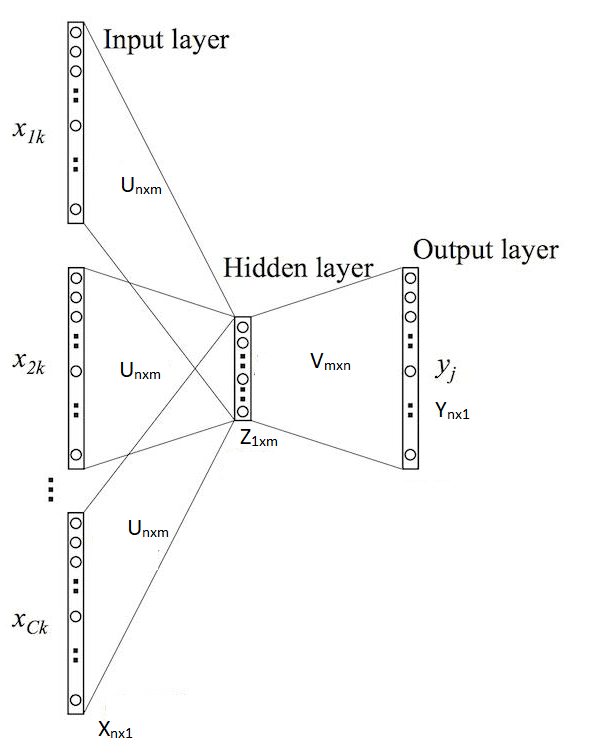 Input layer
x1k
Unxm
Hidden layer
Output layer
x2k
Unxm
Vmxn
yj
Ynx1
Z1xm
Unxm
xCk
Xnx1